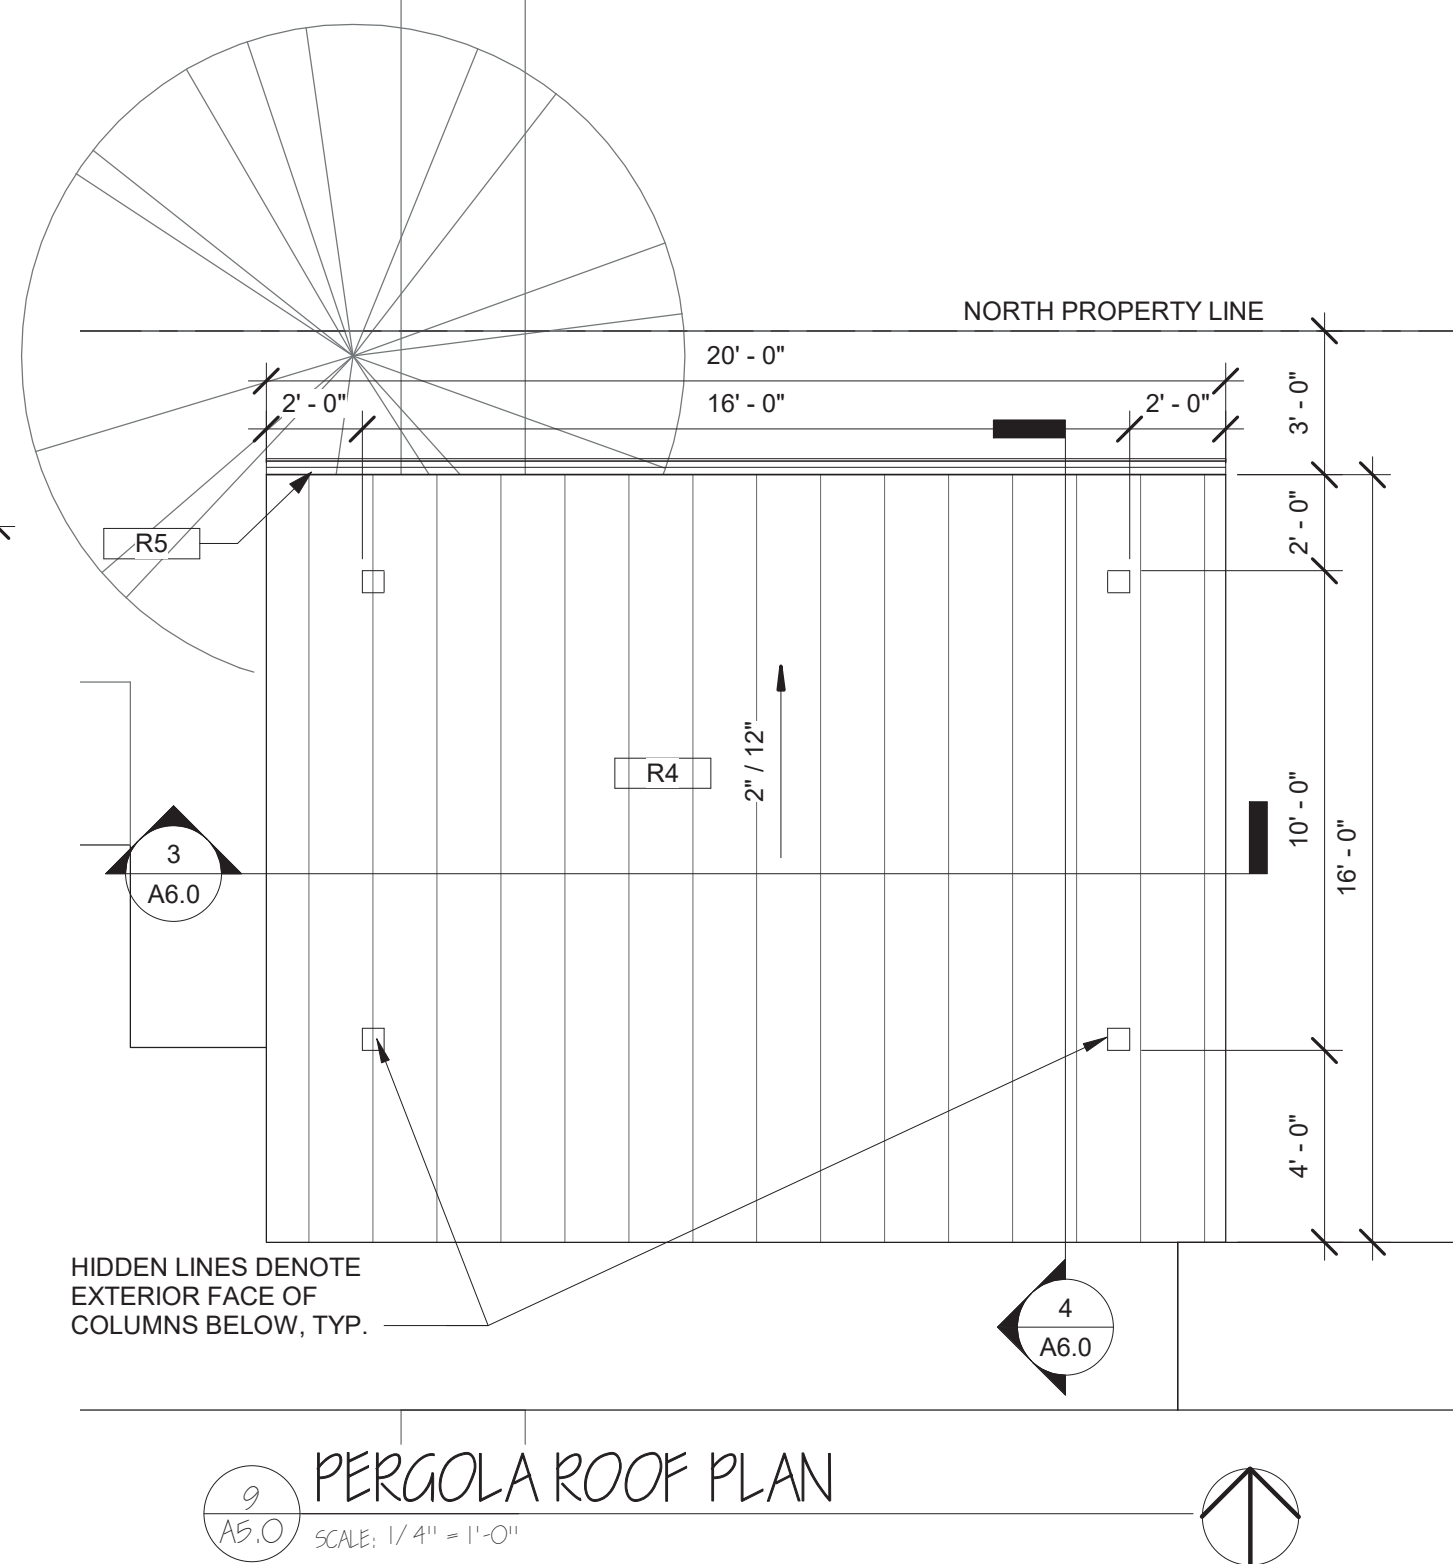 NORTH PROPERTY LINE
20' - 0"
2' - 0"
16' - 0"
2' - 0"
3' - 0"
2' - 0"
R5
R4
2" / 12"
10' - 0"
16' - 0"
3
A6.0
4' - 0"
HIDDEN LINES DENOTE
EXTERIOR FACE OF
COLUMNS BELOW, TYP.
4
A6.0
9
A5.0
PERGOLA ROOF PLAN
SCALE: 1/4" = 1'-0"